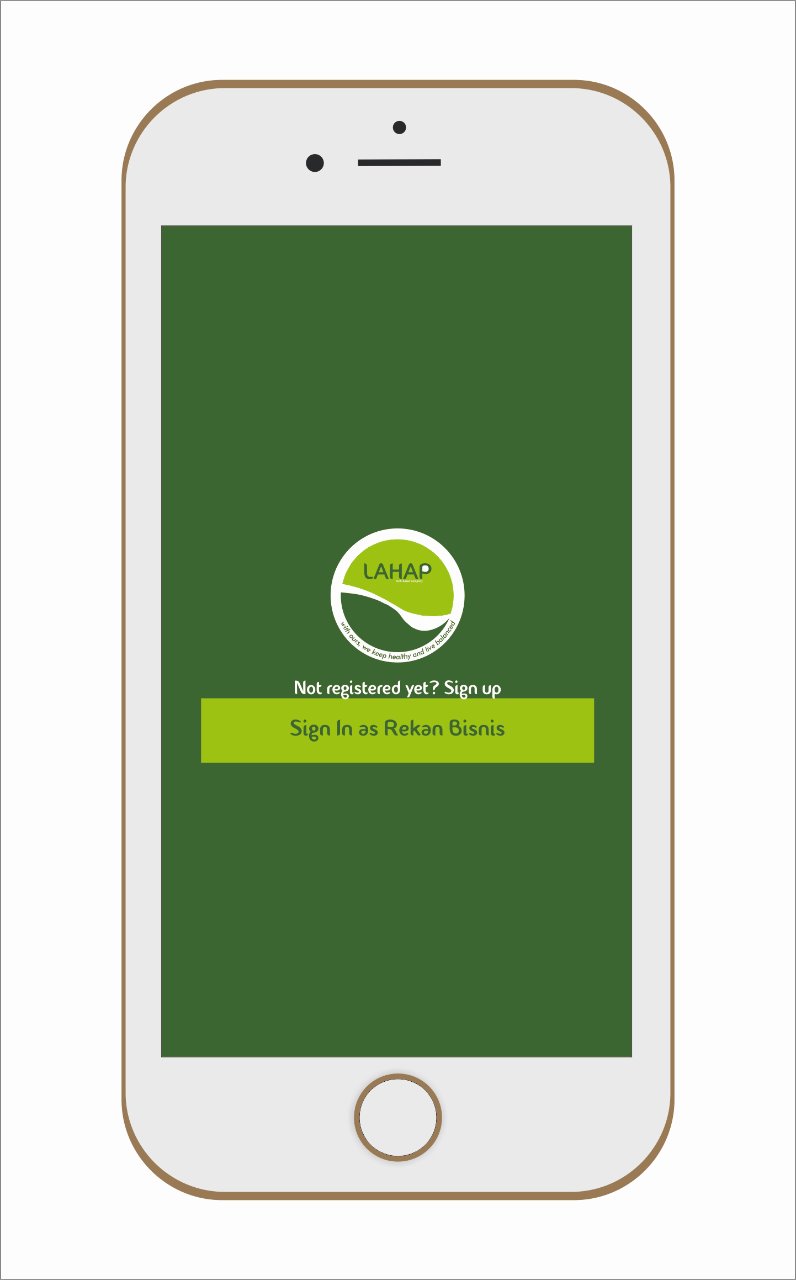 LAHAP
with ours, we keep healthy and live balanced
Not registered yet? Sign up
Sign In as Rekan Bisnis